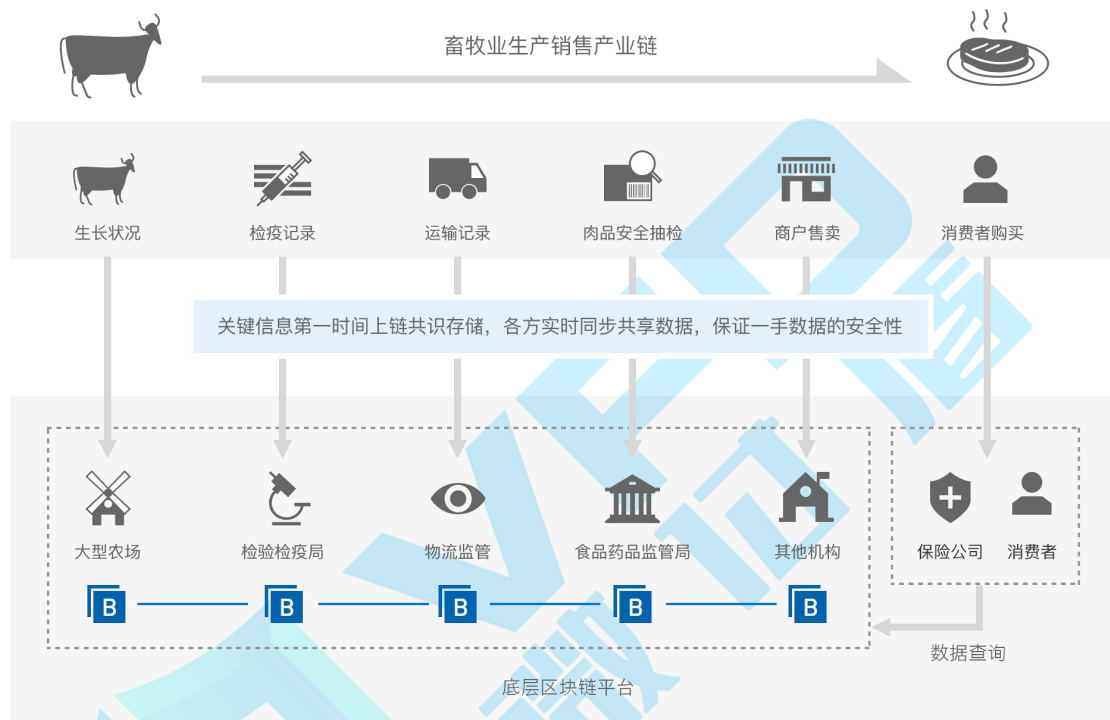 畜牧业生产销售产业链
生长状况
检疫记录
运输记录
肉品安全抽检
商户售卖
消费者购买
关键信息第一时间上链共识存储，各方实时同步共享数据，保证一手数据的安全性
大型农场
检验检疫局
物流监管
食品药品监管局
其他机构
保险公司
消费者
B
B
B
B
B
数据查询
底层区块链平台